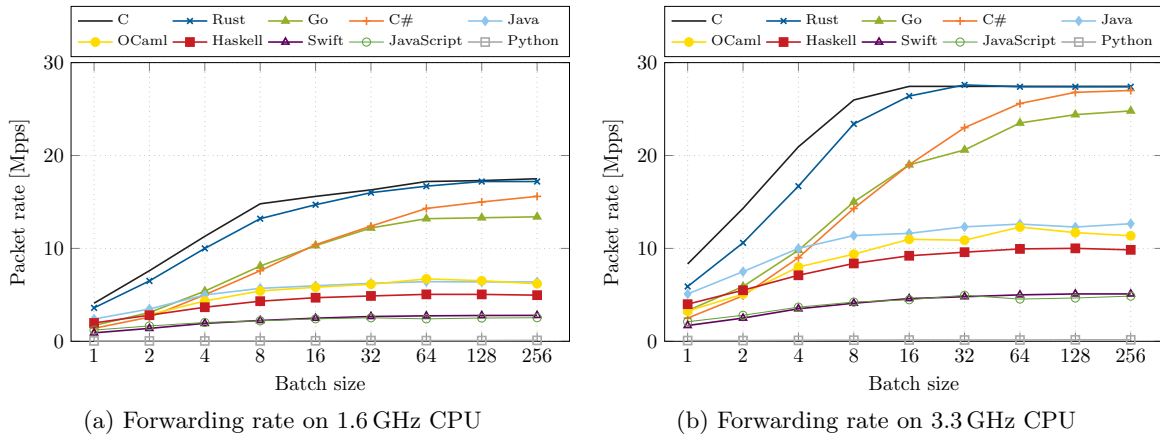 C Rust Go C# Java
OCaml Haskell Swift JavaScript Python
30
20
10
0
Packet rate [Mpps]
1 2 4 8 16 32 64 128 256
Batch size
(a) Forwarding rate on 1.6 GHz CPU
C Rust Go C# Java
OCaml Haskell Swift JavaScript Python
30
20
10
0
Packet rate [Mpps]
1 2 4 8 16 32 64 128 256
Batch size
(b) Forwarding rate on 3.3 GHz CPU